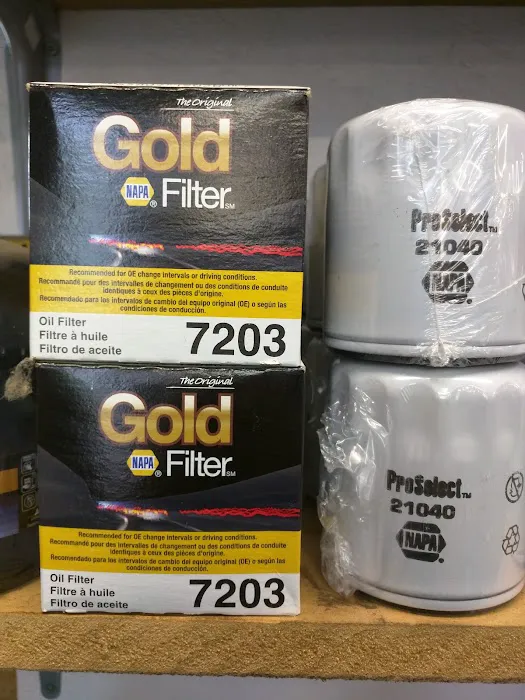 The Original
Gold
NAPA® Filter SM
Recommended for OE change intervals or driving conditions.
Recommandé pour des intervalles de changement ou des conditions de conduite
identiques à ceux des pièces d'origine.
Recomendado para los intervalos de cambio del equipo original (OE) o según las
condiciones de conducción.
Oil Filter
Filtre à huile
Filtro de aceite
7203
The Original
Gold
NAPA® Filter SM
Recommended for OE change intervals or driving conditions.
Recommandé pour des intervalles de changement ou des conditions de conduite
identiques à ceux des pièces d'origine.
Recomendado para los intervalos de cambio del equipo original (OE) o según las
condiciones de conducción.
Oil Filter
Filtre à huile
Filtro de aceite
7203
ProSelect™
21040
NAPA
ProSelect™
21040
NAPA